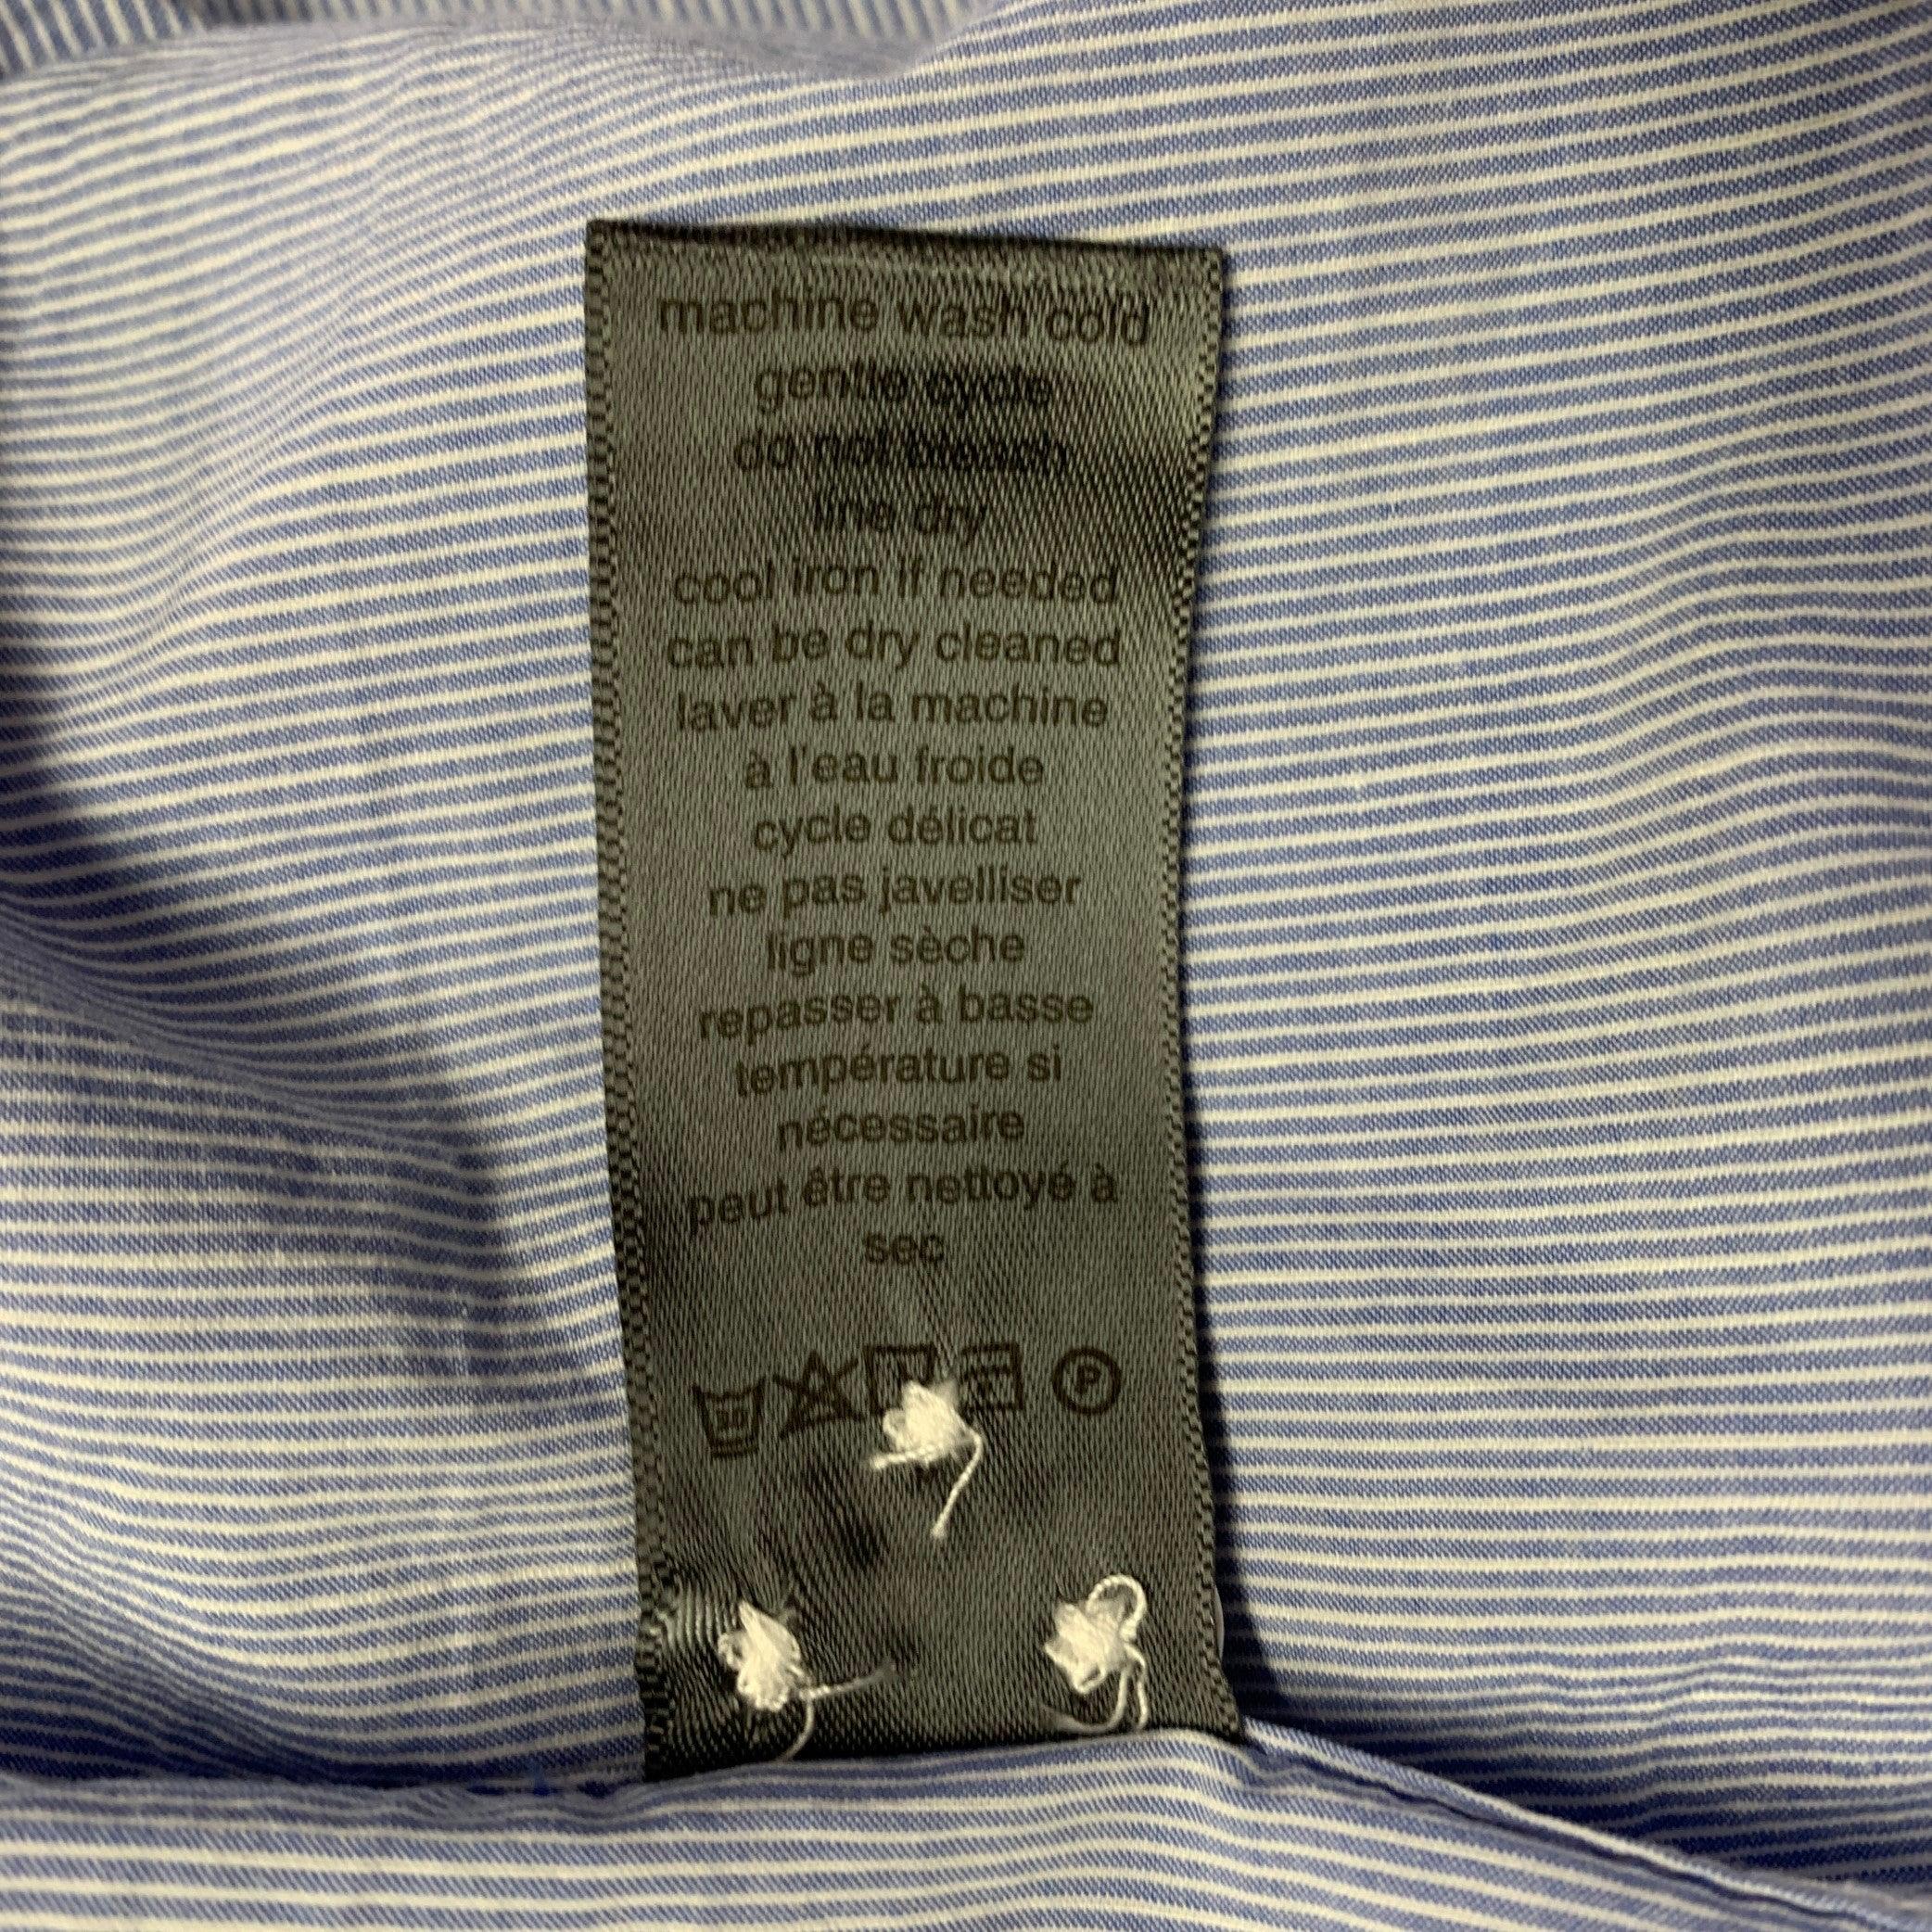 machine wash cold
gentle cycle
do not bleach
line dry
cool iron if needed
can be dry cleaned
laver à la machine
à l'eau froide
cycle délicat
ne pas javelliser
ligne sèche
repasser à basse
température si
nécessaire
peut être nettoyé à
sec
30 P